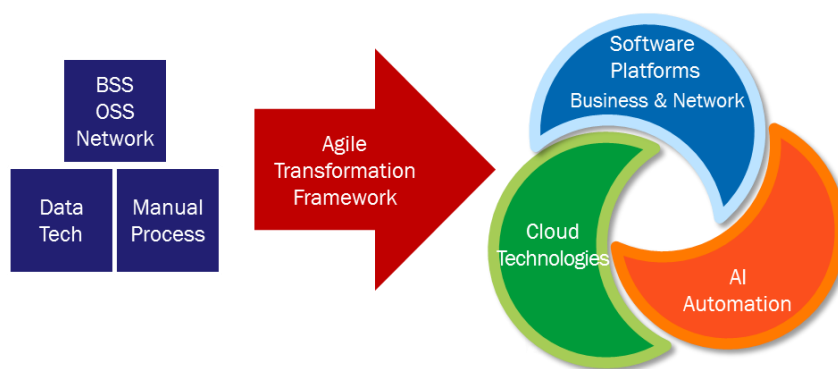 BSS
OSS
Network
Data
Tech
Manual
Process
Agile
Transformation
Framework
Software
Platforms
Business & Network
Cloud
Technologies
AI
Automation